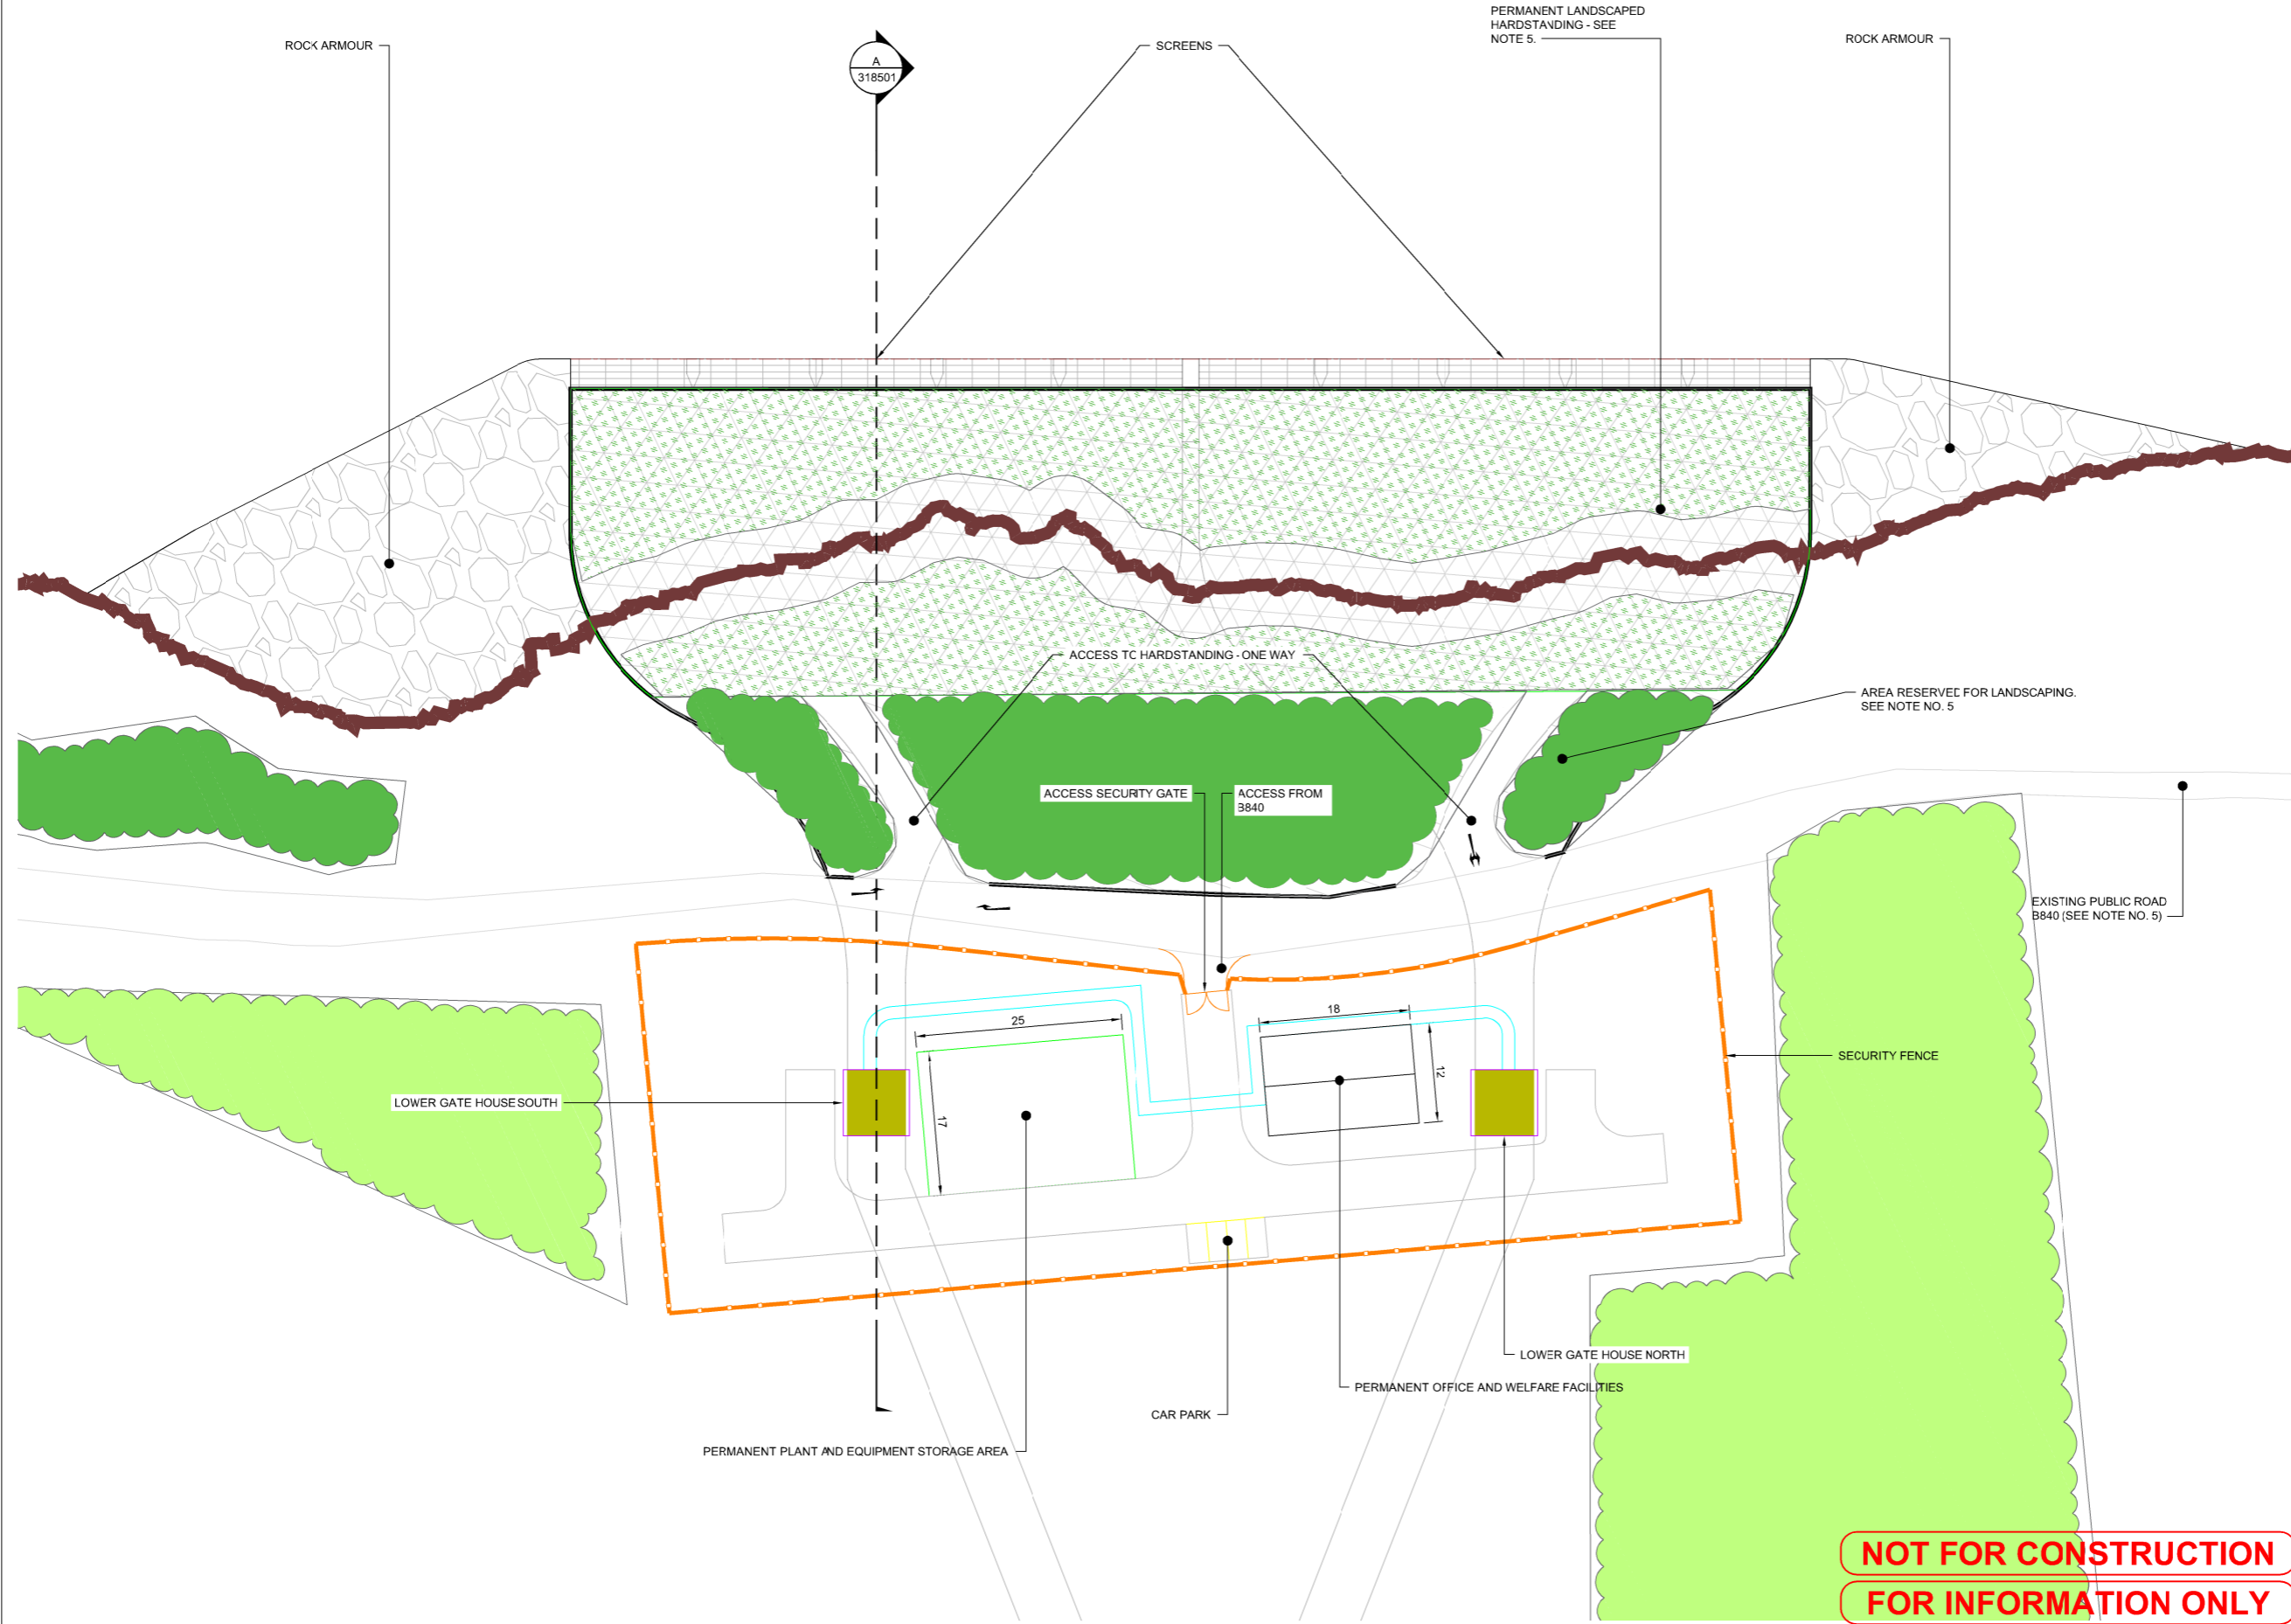 PERMANENT LANDSCAPED
HARDSTANDING - SEE
NOTE 5.
ROCK ARMOUR
SCREENS
ROCK ARMOUR
A
318501
ACCESS TO HARDSTANDING - ONE WAY
AREA RESERVED FOR LANDSCAPING.
SEE NOTE NO. 5
ACCESS SECURITY GATE
ACCESS FROM
B840
EXISTING PUBLIC ROAD
B840 (SEE NOTE NO. 5)
25
18
12
17
SECURITY FENCE
LOWER GATE HOUSE SOUTH
LOWER GATE HOUSE NORTH
PERMANENT OFFICE AND WELFARE FACILITIES
CAR PARK
PERMANENT PLANT AND EQUIPMENT STORAGE AREA
NOT FOR CONSTRUCTION
FOR INFORMATION ONLY